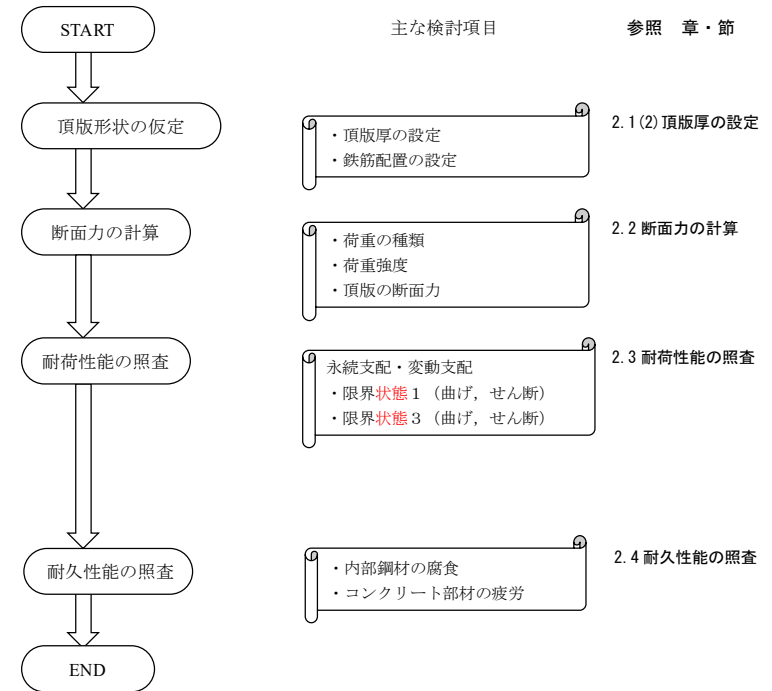 START
主な検討項目
参照　章・節
頂版形状の仮定
・頂版厚の設定
・鉄筋配置の設定
2.1(2)頂版厚の設定
断面力の計算
・荷重の種類
・荷重強度
・頂版の断面力
2.2 断面力の計算
耐荷性能の照査
永続支配・変動支配
・限界状態１（曲げ，せん断）
・限界状態３（曲げ，せん断）
2.3 耐荷性能の照査
耐久性能の照査
・内部鋼材の腐食
・コンクリート部材の疲労
2.4 耐久性能の照査
END